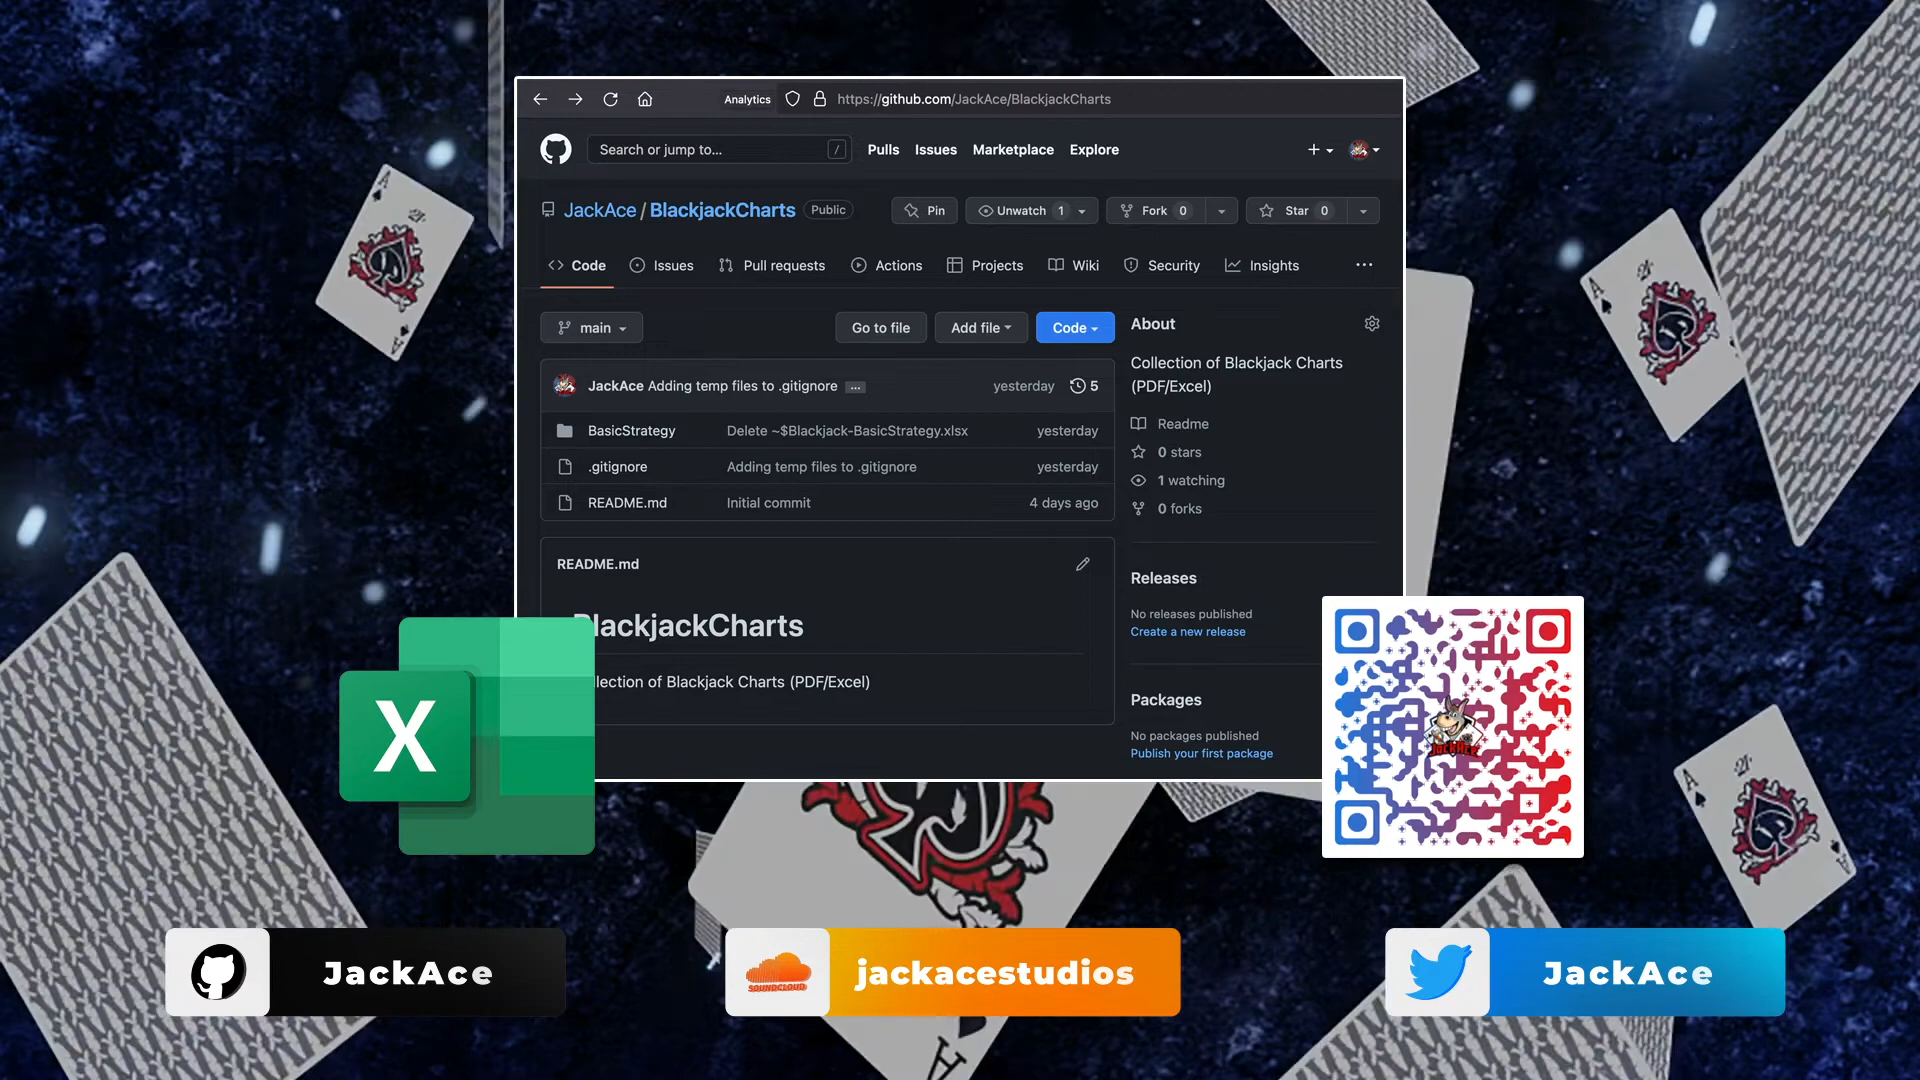 Analytics https://github.com/JackAce/BlackjackCharts
Search or jump to... / Pulls Issues Marketplace Explore
JackAce / BlackjackCharts Public Pin Unwatch 1 Fork 0 Star 0
Code Issues Pull requests Actions Projects Wiki Security Insights
main Go to file Add file Code
JackAce Adding temp files to .gitignore ... yesterday 5
BasicStrategy Delete ~$Blackjack-BasicStrategy.xlsx yesterday
.gitignore Adding temp files to .gitignore yesterday
README.md Initial commit 4 days ago
README.md
lackjackCharts
lection of Blackjack Charts (PDF/Excel)
About
Collection of Blackjack Charts
(PDF/Excel)
Readme
0 stars
1 watching
0 forks
Releases
No releases published
Create a new release
Packages
No packages published
Publish your first package
X
JackAce
A
A
A
A
A
A
JackAce
SOUNDCLOUD
jackacestudios
JackAce